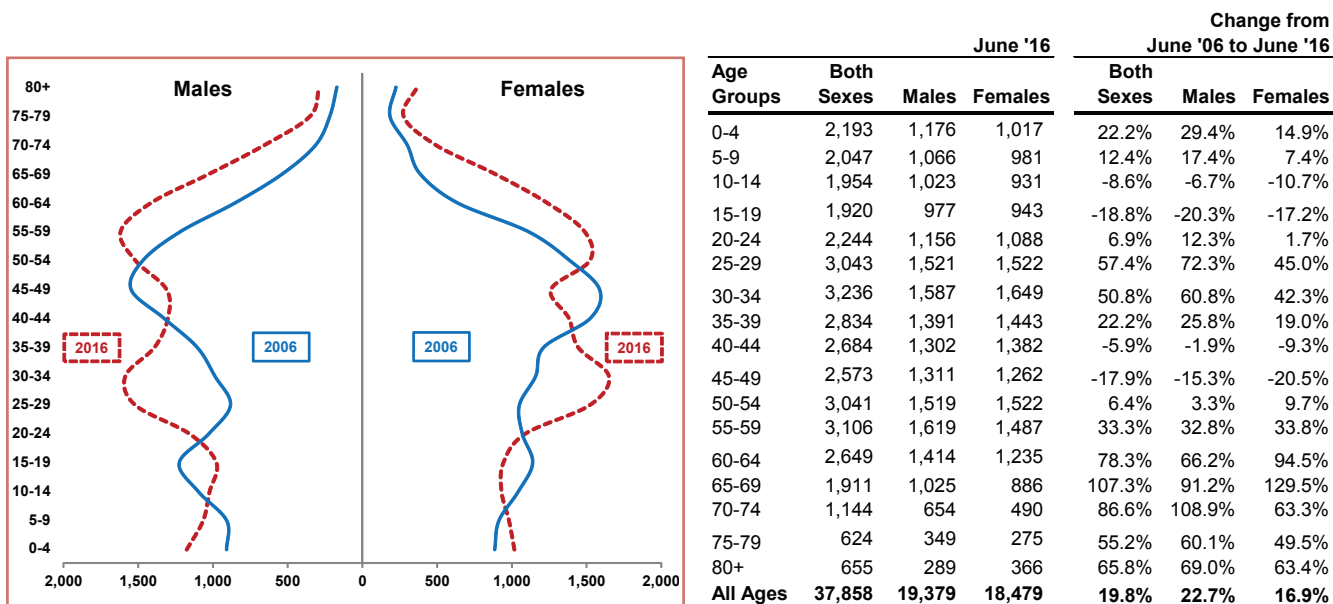 Males Females
80+
75-79
70-74
65-69
60-64
55-59
50-54
45-49
40-44
35-39
30-34
25-29
20-24
15-19
10-14
5-9
0-4
2016 2006 2006 2016
2,000 1,500 1,000 500 0 500 1,000 1,500 2,000
Change from
June '16 June '06 to June '16
Age Both Both
Groups Sexes Males Females Sexes Males Females
0-4 2,193 1,176 1,017 22.2% 29.4% 14.9%
5-9 2,047 1,066 981 12.4% 17.4% 7.4%
10-14 1,954 1,023 931 -8.6% -6.7% -10.7%
15-19 1,920 977 943 -18.8% -20.3% -17.2%
20-24 2,244 1,156 1,088 6.9% 12.3% 1.7%
25-29 3,043 1,521 1,522 57.4% 72.3% 45.0%
30-34 3,236 1,587 1,649 50.8% 60.8% 42.3%
35-39 2,834 1,391 1,443 22.2% 25.8% 19.0%
40-44 2,684 1,302 1,382 -5.9% -1.9% -9.3%
45-49 2,573 1,311 1,262 -17.9% -15.3% -20.5%
50-54 3,041 1,519 1,522 6.4% 3.3% 9.7%
55-59 3,106 1,619 1,487 33.3% 32.8% 33.8%
60-64 2,649 1,414 1,235 78.3% 66.2% 94.5%
65-69 1,911 1,025 886 107.3% 91.2% 129.5%
70-74 1,144 654 490 86.6% 108.9% 63.3%
75-79 624 349 275 55.2% 60.1% 49.5%
80+ 655 289 366 65.8% 69.0% 63.4%
All Ages 37,858 19,379 18,479 19.8% 22.7% 16.9%